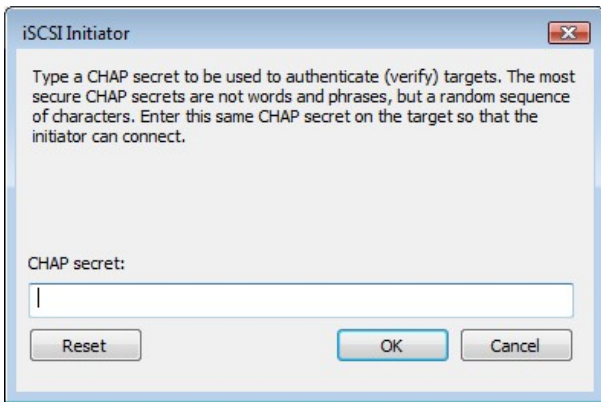 iSCSI Initiator
Type a CHAP secret to be used to authenticate (verify) targets. The most
secure CHAP secrets are not words and phrases, but a random sequence
of characters. Enter this same CHAP secret on the target so that the
initiator can connect.
CHAP secret:
Reset OK Cancel